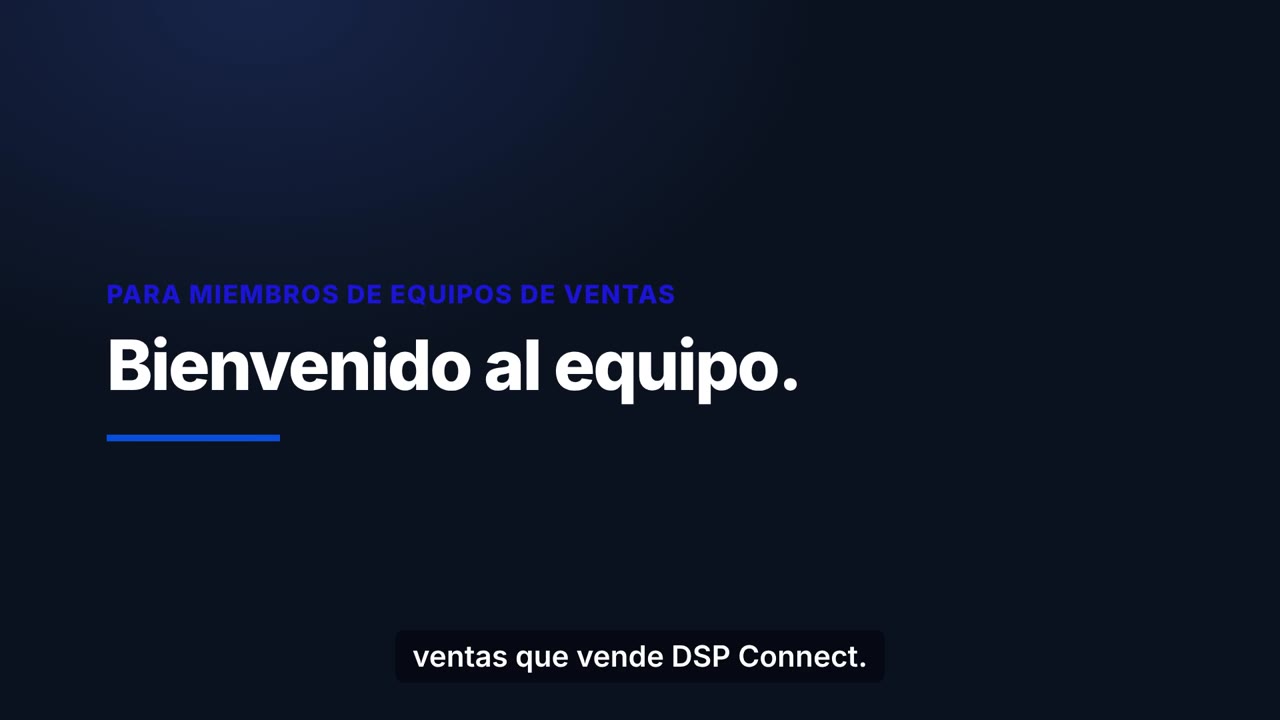 PARA MIEMBROS DE EQUIPOS DE VENTAS
Bienvenido al equipo.
ventas que vende DSP Connect.